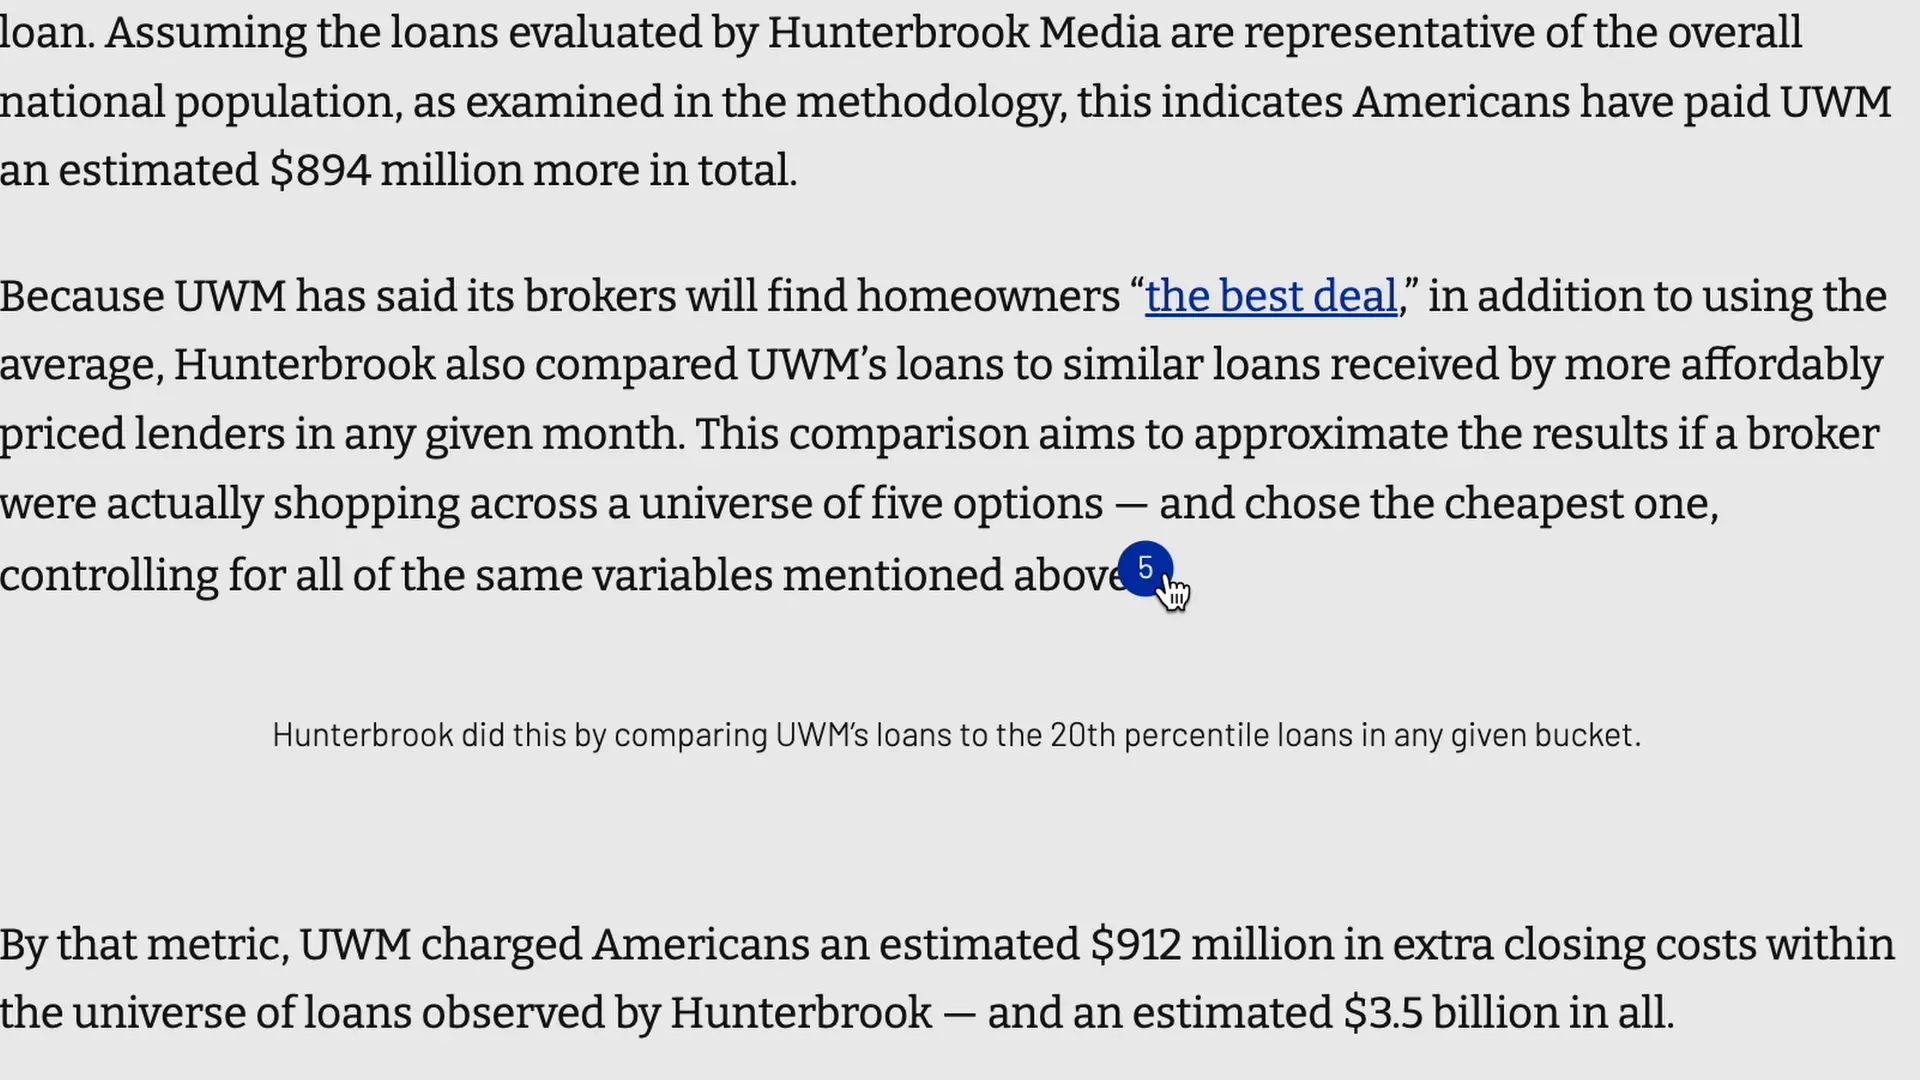 loan. Assuming the loans evaluated by Hunterbrook Media are representative of the overall
national population, as examined in the methodology, this indicates Americans have paid UWM
an estimated $894 million more in total.
Because UWM has said its brokers will find homeowners “the best deal,” in addition to using the
average, Hunterbrook also compared UWM’s loans to similar loans received by more affordably
priced lenders in any given month. This comparison aims to approximate the results if a broker
were actually shopping across a universe of five options — and chose the cheapest one,
controlling for all of the same variables mentioned above 5
Hunterbrook did this by comparing UWM’s loans to the 20th percentile loans in any given bucket.
By that metric, UWM charged Americans an estimated $912 million in extra closing costs within
the universe of loans observed by Hunterbrook — and an estimated $3.5 billion in all.